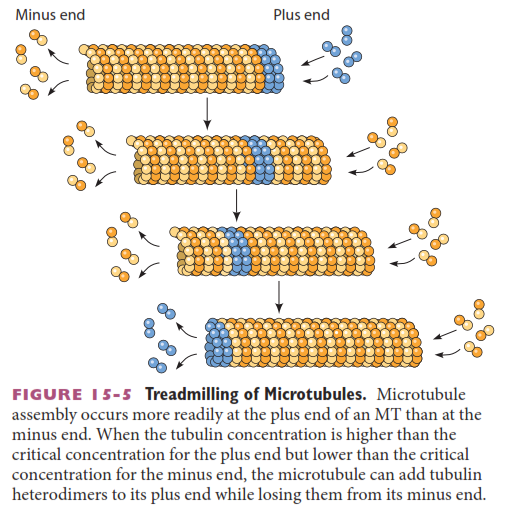 Minus end
Plus end
FIGURE 15-5 Treadmilling of Microtubules. Microtubule
assembly occurs more readily at the plus end of an MT than at the
minus end. When the tubulin concentration is higher than the
critical concentration for the plus end but lower than the critical
concentration for the minus end, the microtubule can add tubulin
heterodimers to its plus end while losing them from its minus end.